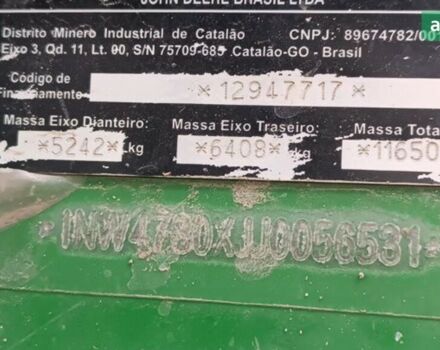 JOHN DEERE BRASIL LTDA
Distrito Minero Industrial de Catalão CNPJ: 89674782/00
Eixo 3, Qd. 11, Lt. 00, S/N 75709-685 Catalão-GO - Brasil
Código de
Financiamento *12947717*
Massa Eixo Dianteiro: Massa Eixo Traseiro: Massa Tota
*5242* kg *6408* kg *11650
1NW4730XJJ0056531